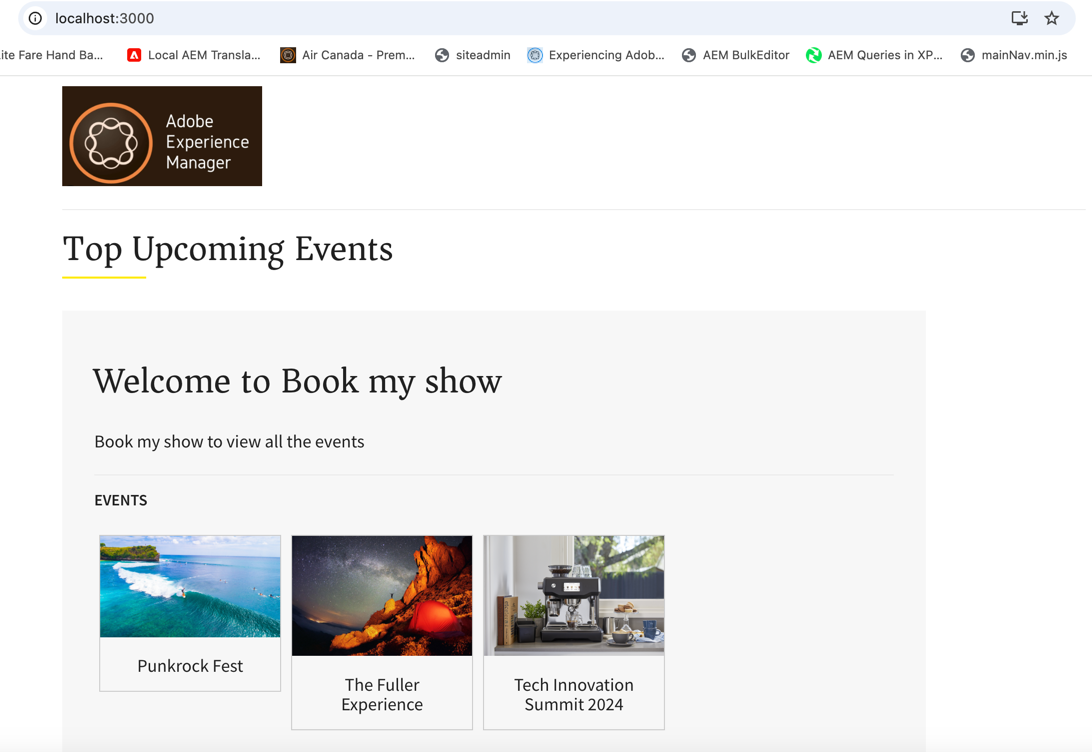 localhost:3000
ite Fare Hand Ba... Local AEM Transla... Air Canada - Prem... siteadmin Experiencing Adob... AEM BulkEditor AEM Queries in XP... mainNav.min.js
Adobe
Experience
Manager
Top Upcoming Events
Welcome to Book my show
Book my show to view all the events
EVENTS
Punkrock Fest
The Fuller
Experience
Tech Innovation
Summit 2024